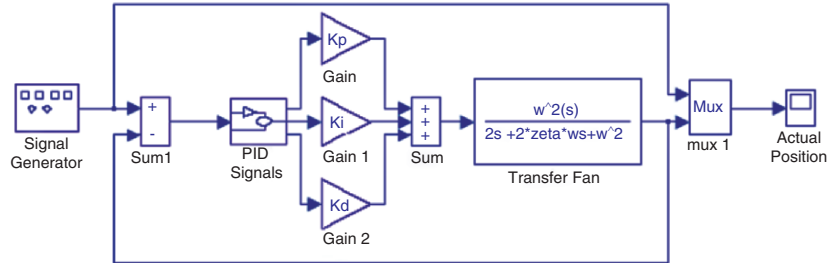 Signal
Generator
+
-
Sum1
PID
Signals
Kp
Gain
Ki
Gain 1
Kd
Gain 2
+
+
+
Sum
w^2(s)
2s +2*zeta*ws+w^2
Transfer Fan
Mux
mux 1
Actual
Position